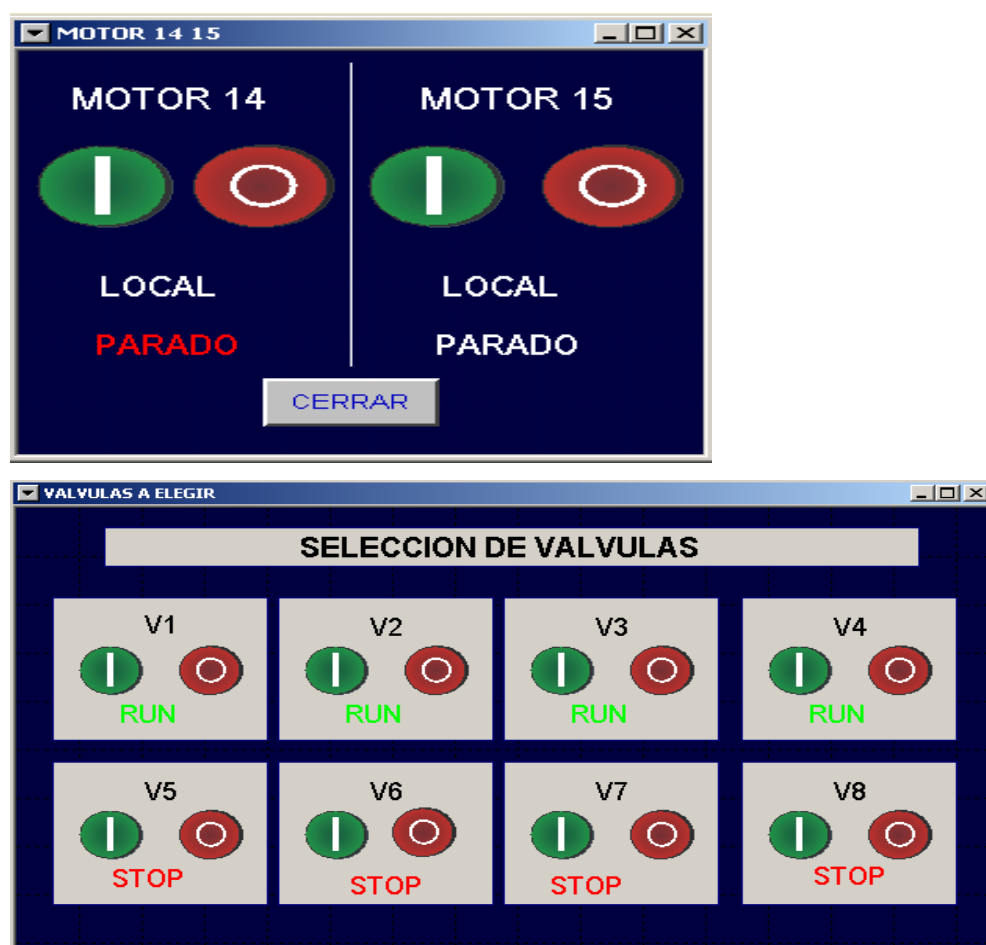 MOTOR 14 15
MOTOR 14 MOTOR 15
LOCAL LOCAL
PARADO PARADO
CERRAR
VALVULAS A ELEGIR
SELECCION DE VALVULAS
V1 V2 V3 V4
RUN RUN RUN RUN
V5 V6 V7 V8
STOP STOP STOP STOP